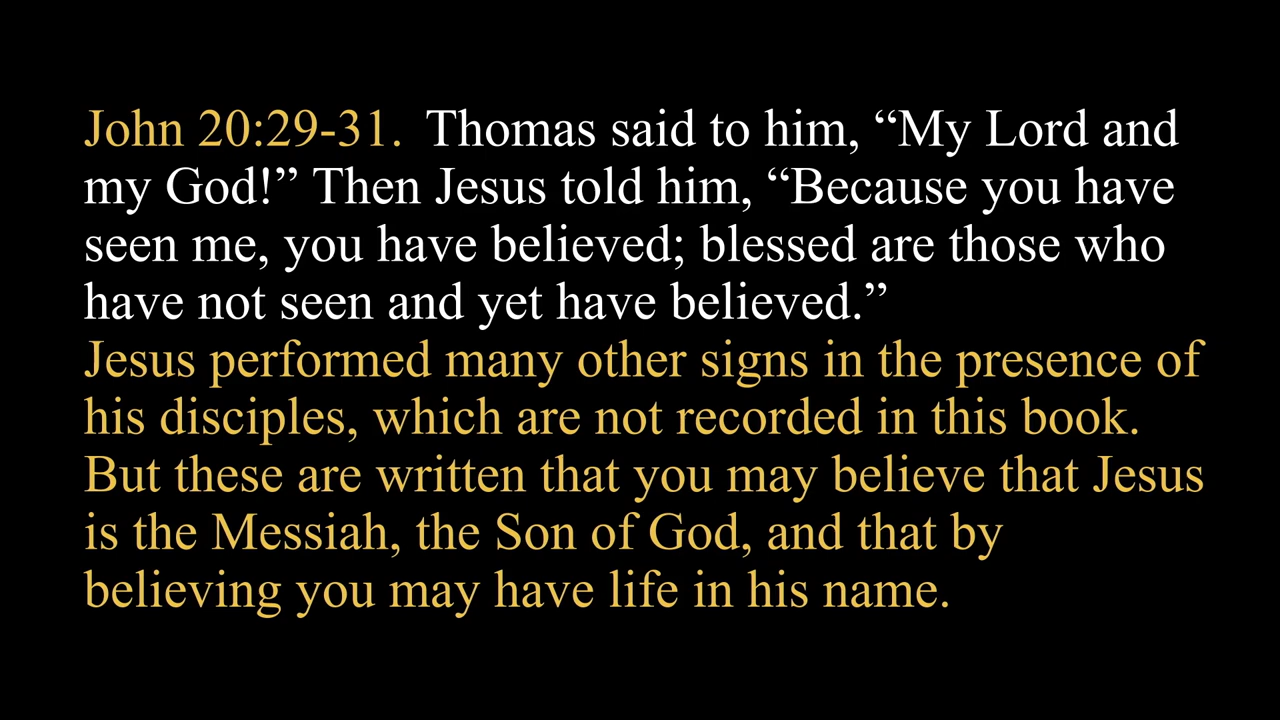 John 20:29-31.  Thomas said to him, “My Lord and
my God!” Then Jesus told him, “Because you have
seen me, you have believed; blessed are those who
have not seen and yet have believed.”
Jesus performed many other signs in the presence of
his disciples, which are not recorded in this book.
But these are written that you may believe that Jesus
is the Messiah, the Son of God, and that by
believing you may have life in his name.